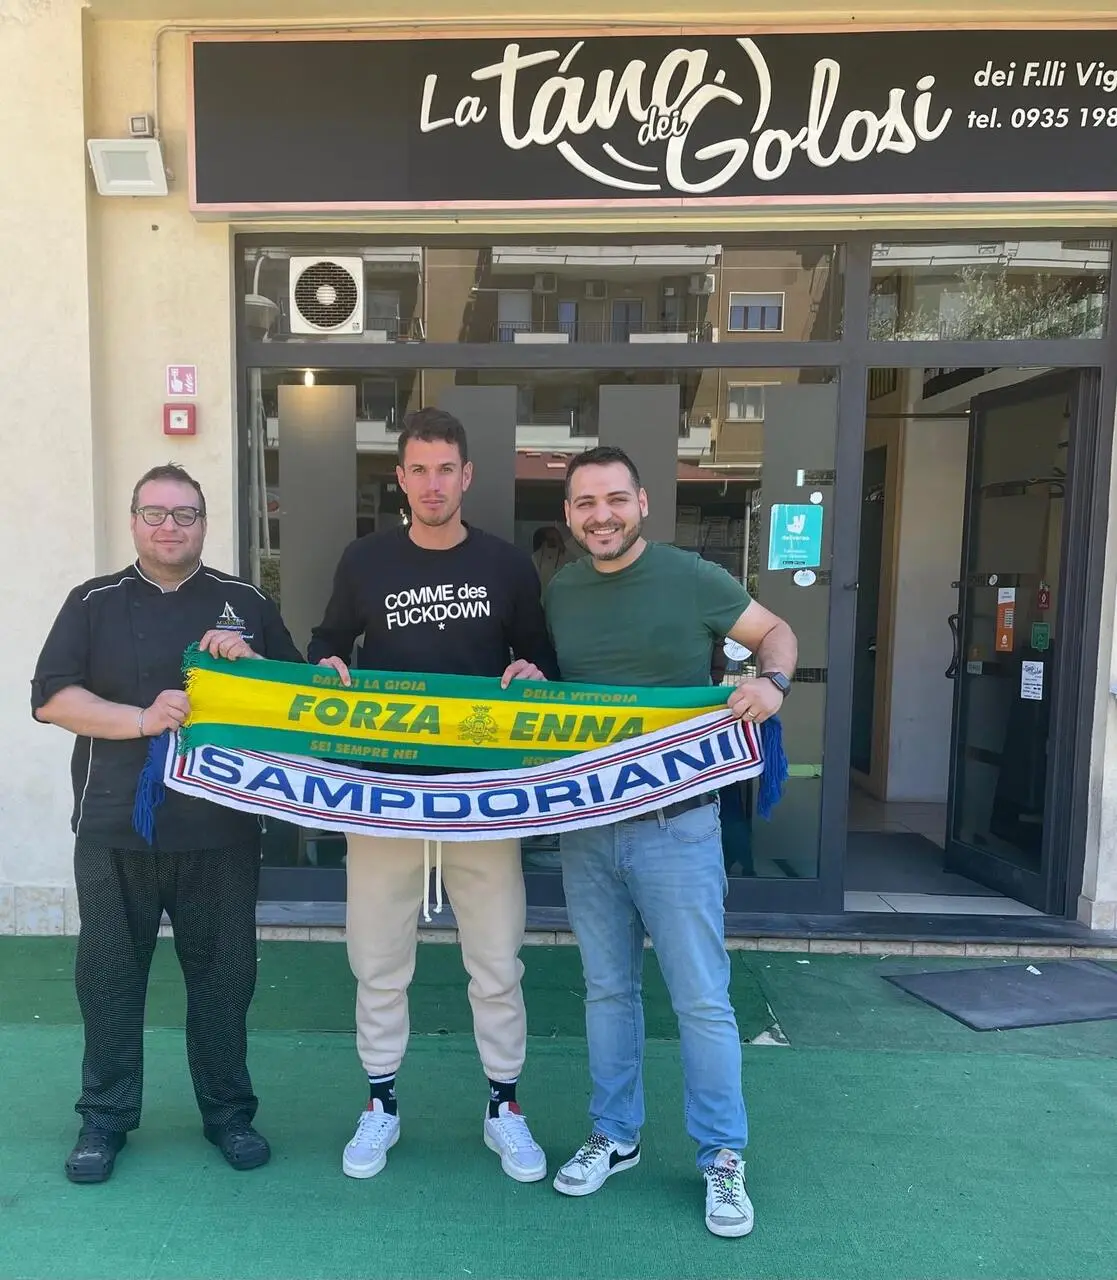 La tána dei Golosi
dei F.lli Vig
tel. 0935 198
deliveroo
COMME des
FUCKDOWN
DATECI LA GIOIA DELLA VITTORIA
FORZA ENNA
SEI SEMPRE NEI
SAMPDORIANI